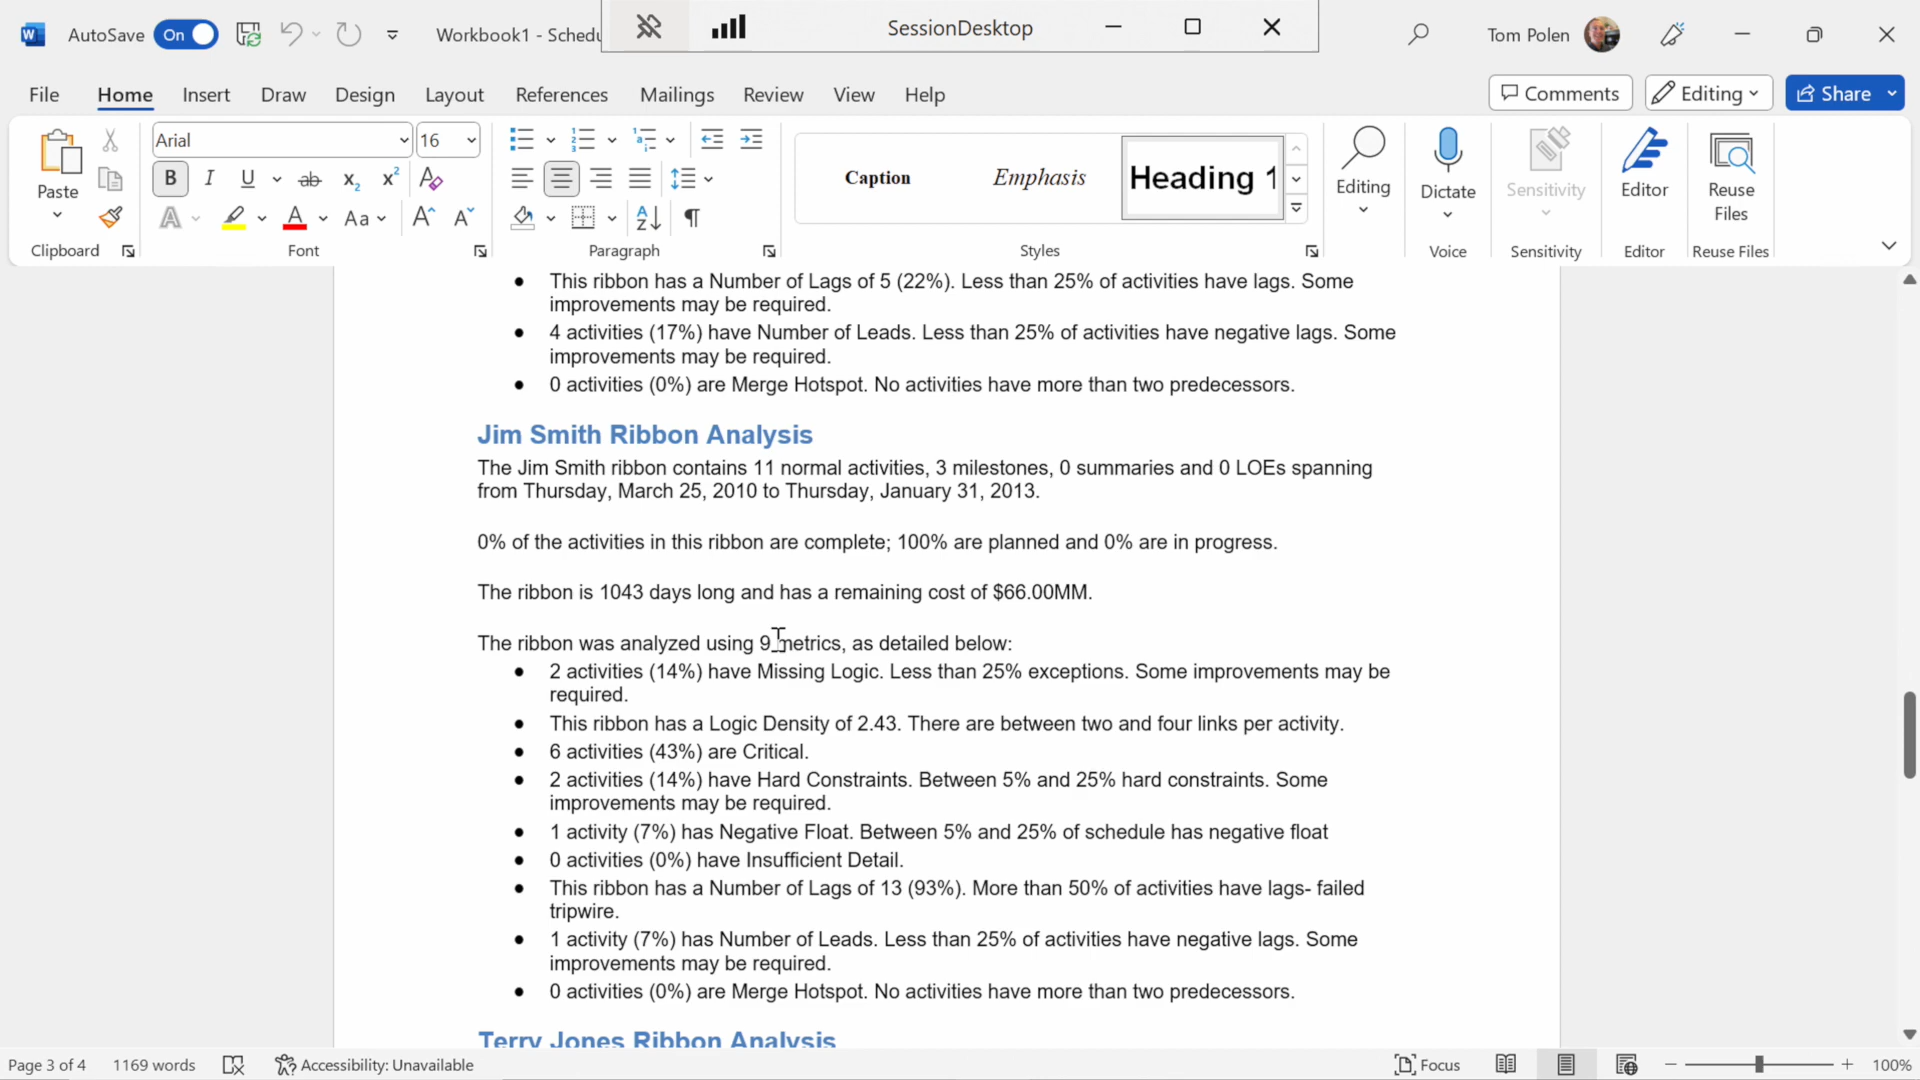 AutoSave On Workbook1 - Schedu SessionDesktop Tom Polen
File Home Insert Draw Design Layout References Mailings Review View Help Comments Editing Share
Paste
Clipboard
Arial 16
B I U ab x2 x2 A
A A Aa A A
Font
Paragraph
Caption Emphasis Heading 1
Styles
Editing
Dictate
Voice
Sensitivity
Sensitivity
Editor
Editor
Reuse
Files
Reuse Files
• This ribbon has a Number of Lags of 5 (22%). Less than 25% of activities have lags. Some
improvements may be required.
• 4 activities (17%) have Number of Leads. Less than 25% of activities have negative lags. Some
improvements may be required.
• 0 activities (0%) are Merge Hotspot. No activities have more than two predecessors.
Jim Smith Ribbon Analysis
The Jim Smith ribbon contains 11 normal activities, 3 milestones, 0 summaries and 0 LOEs spanning
from Thursday, March 25, 2010 to Thursday, January 31, 2013.
0% of the activities in this ribbon are complete; 100% are planned and 0% are in progress.
The ribbon is 1043 days long and has a remaining cost of $66.00MM.
The ribbon was analyzed using 9 metrics, as detailed below:
• 2 activities (14%) have Missing Logic. Less than 25% exceptions. Some improvements may be
required.
• This ribbon has a Logic Density of 2.43. There are between two and four links per activity.
• 6 activities (43%) are Critical.
• 2 activities (14%) have Hard Constraints. Between 5% and 25% hard constraints. Some
improvements may be required.
• 1 activity (7%) has Negative Float. Between 5% and 25% of schedule has negative float
• 0 activities (0%) have Insufficient Detail.
• This ribbon has a Number of Lags of 13 (93%). More than 50% of activities have lags- failed
tripwire.
• 1 activity (7%) has Number of Leads. Less than 25% of activities have negative lags. Some
improvements may be required.
• 0 activities (0%) are Merge Hotspot. No activities have more than two predecessors.
Terry Jones Ribbon Analysis
Page 3 of 4 1169 words Accessibility: Unavailable Focus 100%